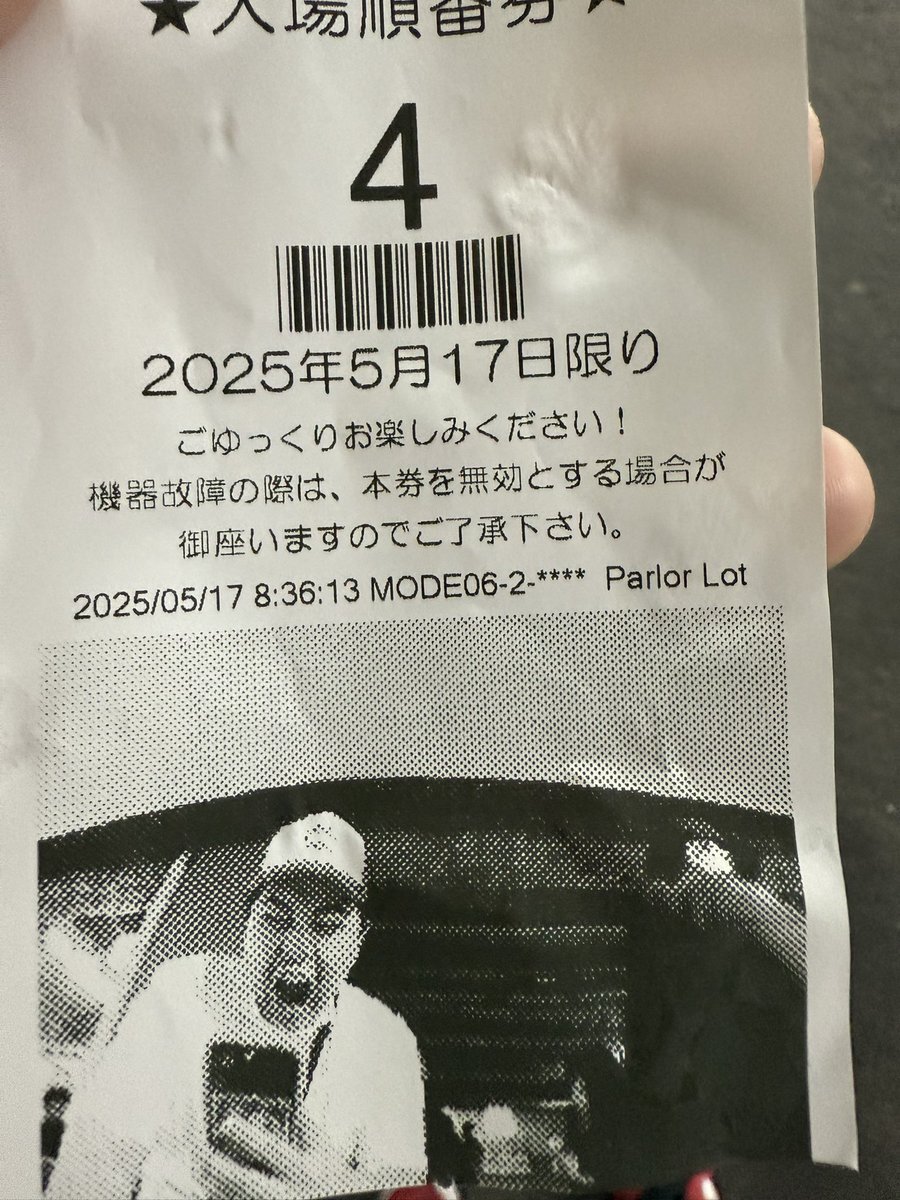 ★入場順番券★
4
2025年5月17日限り
ごゆっくりお楽しみください！
機器故障の際は、本券を無効とする場合が
御座いますのでご了承下さい。
2025/05/17 8:36:13 MODE06-2-**** Parlor Lot